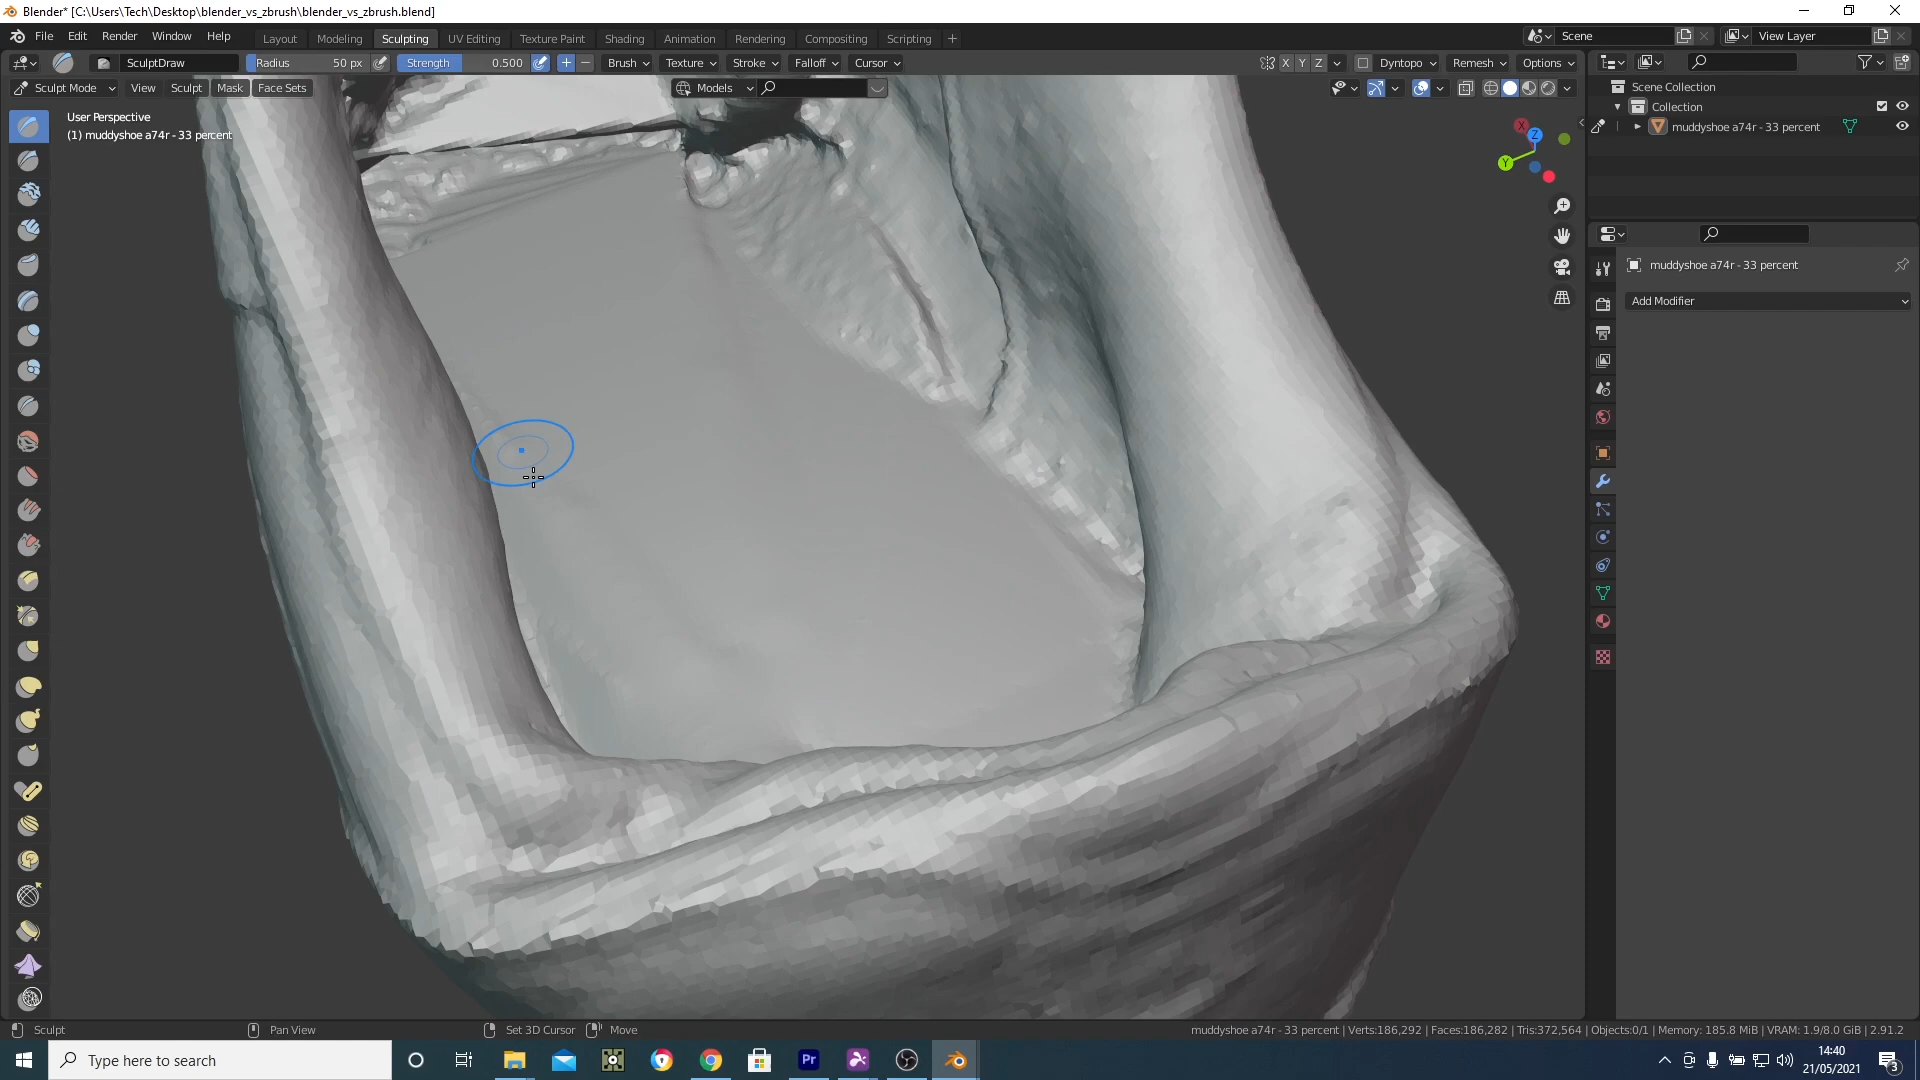 Blender* [C:\Users\Tech\Desktop\blender_vs_zbrush\blender_vs_zbrush.blend]
File Edit Render Window Help Layout Modeling Sculpting UV Editing Texture Paint Shading Animation Rendering Compositing Scripting + Scene View Layer
SculptDraw Radius 50 px Strength 0.500 + − Brush Texture Stroke Falloff Cursor X Y Z Dyntopo Remesh Options
Sculpt Mode View Sculpt Mask Face Sets Models
Scene Collection
Collection
muddyshoe a74r - 33 percent
User Perspective
(1) muddyshoe a74r - 33 percent
X
Z
Y
muddyshoe a74r - 33 percent
Add Modifier
Sculpt Pan View Set 3D Cursor Move muddyshoe a74r - 33 percent | Verts:186,292 | Faces:186,282 | Tris:372,564 | Objects:0/1 | Memory: 185.8 MiB | VRAM: 1.9/8.0 GiB | 2.91.2
Type here to search
Pr
14:40
21/05/2021
3